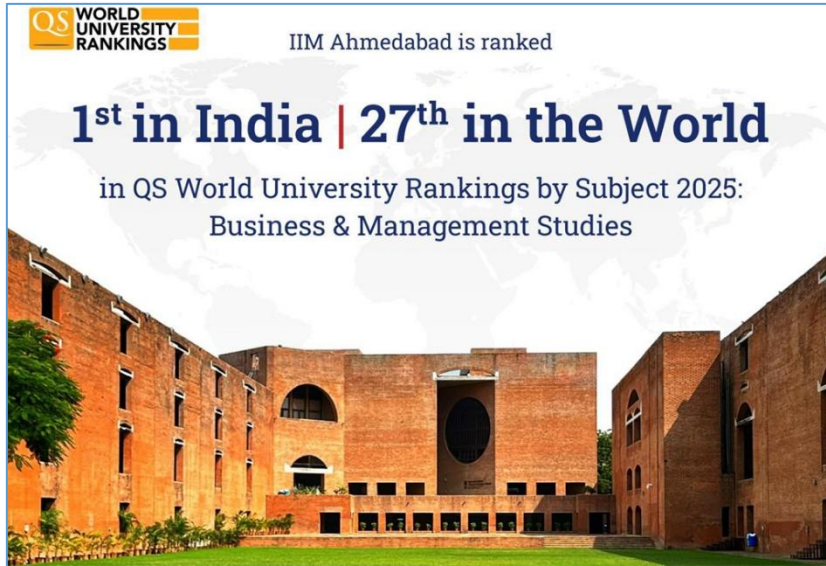 QS WORLD
UNIVERSITY
RANKINGS
IIM Ahmedabad is ranked
1st in India | 27th in the World
in QS World University Rankings by Subject 2025:
Business & Management Studies